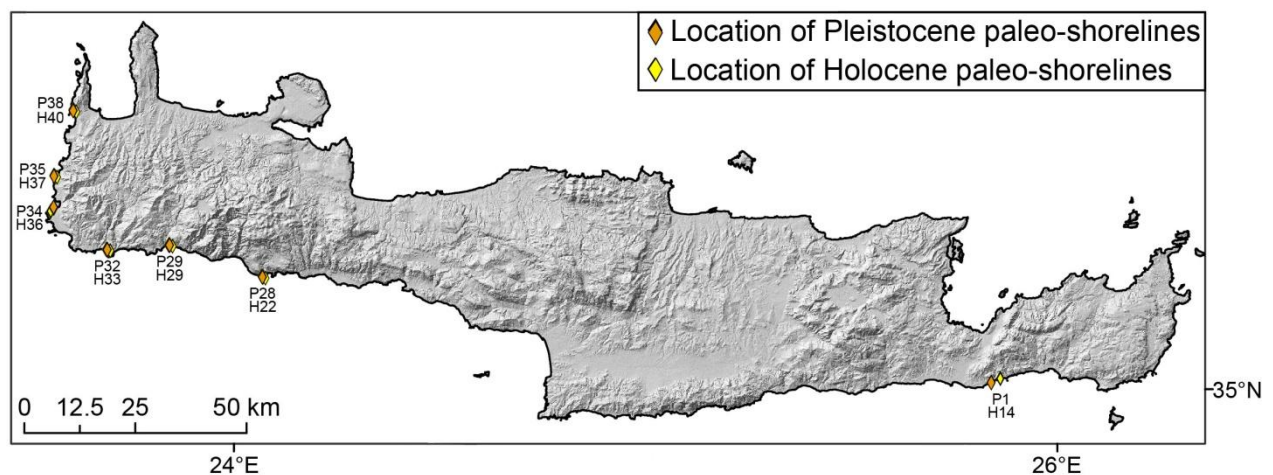 Location of Pleistocene paleo-shorelines
Location of Holocene paleo-shorelines
P38
H40
P35
H37
P34
H36
P32
H33
P29
H29
P28
H22
P1
H14
0 12.5 25 50 km
35°N
24°E 26°E